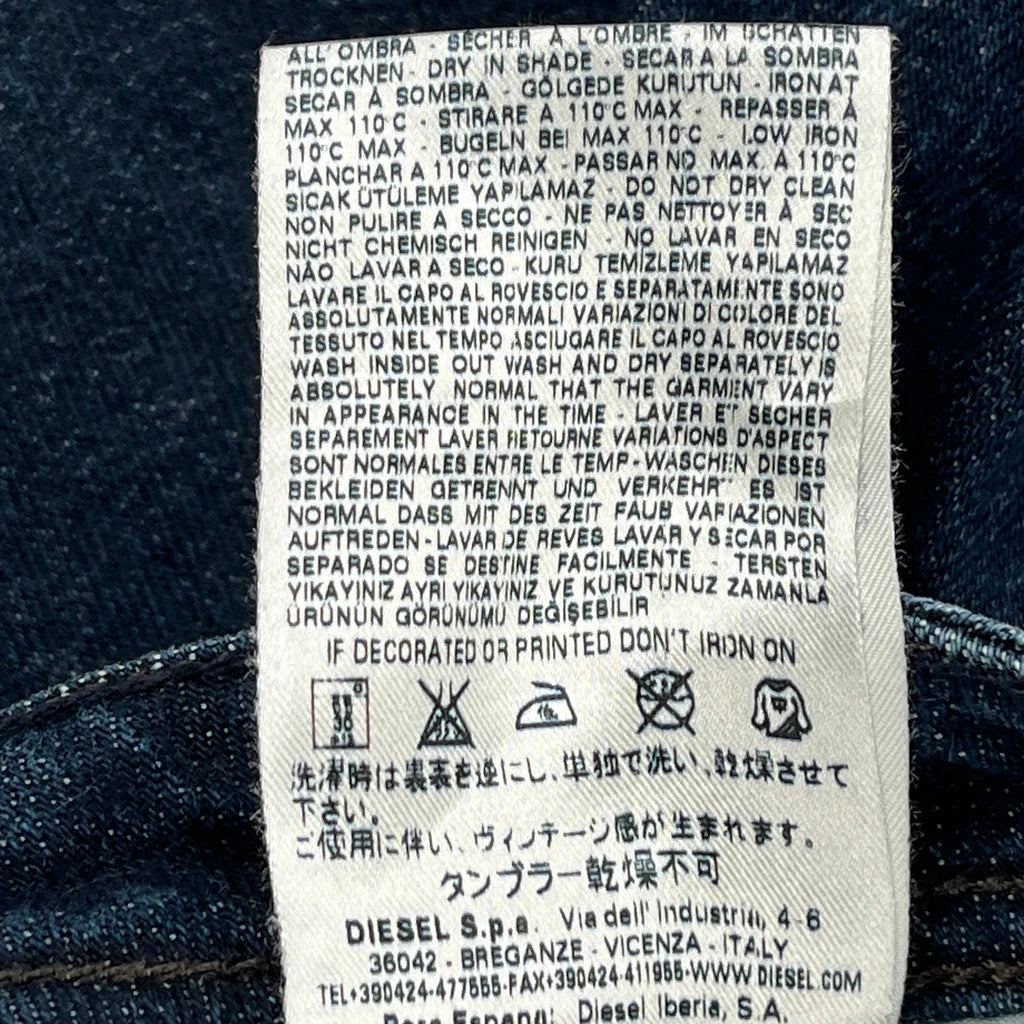 ALL'OMBRA - SÉCHER À L'OMBRE - IM SCHATTEN
TROCKNEN - DRY IN SHADE - SECAR A LA SOMBRA
SECAR À SOMBRA - GÖLGEDE KURUTUN - IRON AT
MAX 110°C - STIRARE A 110°C MAX - REPASSER À
110°C MAX - BUGELN BEI MAX 110°C - LOW IRON
PLANCHAR A 110°C MAX - PASSAR NO MAX. A 110°C
SICAK ÜTÜLEME YAPILAMAZ - DO NOT DRY CLEAN
NON PULIRE A SECCO - NE PAS NETTOYER À SEC
NICHT CHEMISCH REINIGEN - NO LAVAR EN SECO
NÃO LAVAR A SECO - KURU TEMİZLEME YAPILAMAZ
LAVARE IL CAPO AL ROVESCIO E SEPARATAMENTE SONO
ASSOLUTAMENTE NORMALI VARIAZIONI DI COLORE DEL
TESSUTO NEL TEMPO ASCIUGARE IL CAPO AL ROVESCIO
WASH INSIDE OUT WASH AND DRY SEPARATELY IS
ABSOLUTELY NORMAL THAT THE GARMENT VARY
IN APPEARANCE IN THE TIME - LAVER ET SECHER
SEPAREMENT LAVER RETOURNE VARIATIONS D'ASPECT
SONT NORMALES ENTRE LE TEMP - WASCHEN DIESES
BEKLEIDEN GETRENNT UND VERKEHRT ES IST
NORMAL DASS MIT DES ZEIT FAUB VARIAZIONEN
AUFTREDEN - LAVAR DE REVES LAVAR Y SECAR POR
SEPARADO SE DESTINE FACILMENTE - TERSTEN
YIKAYINIZ AYRI YIKAYINIZ VE KURUTUNUZ ZAMANLA
ÜRÜNÜN GÖRÜNÜMÜ DEĞİŞEBİLİR
IF DECORATED OR PRINTED DON'T IRON ON
洗濯時は裏表を逆にし、単独で洗い、乾燥させて
下さい。
ご使用に伴い、ヴィンテージ感が生まれます。
タンブラー乾燥不可
DIESEL S.p.a. Via dell' Industria, 4-6
36042 - BREGANZE - VICENZA - ITALY
TEL+390424-477555-FAX+390424-411955-WWW.DIESEL.COM
Para Espana: Diesel Iberia, S.A.